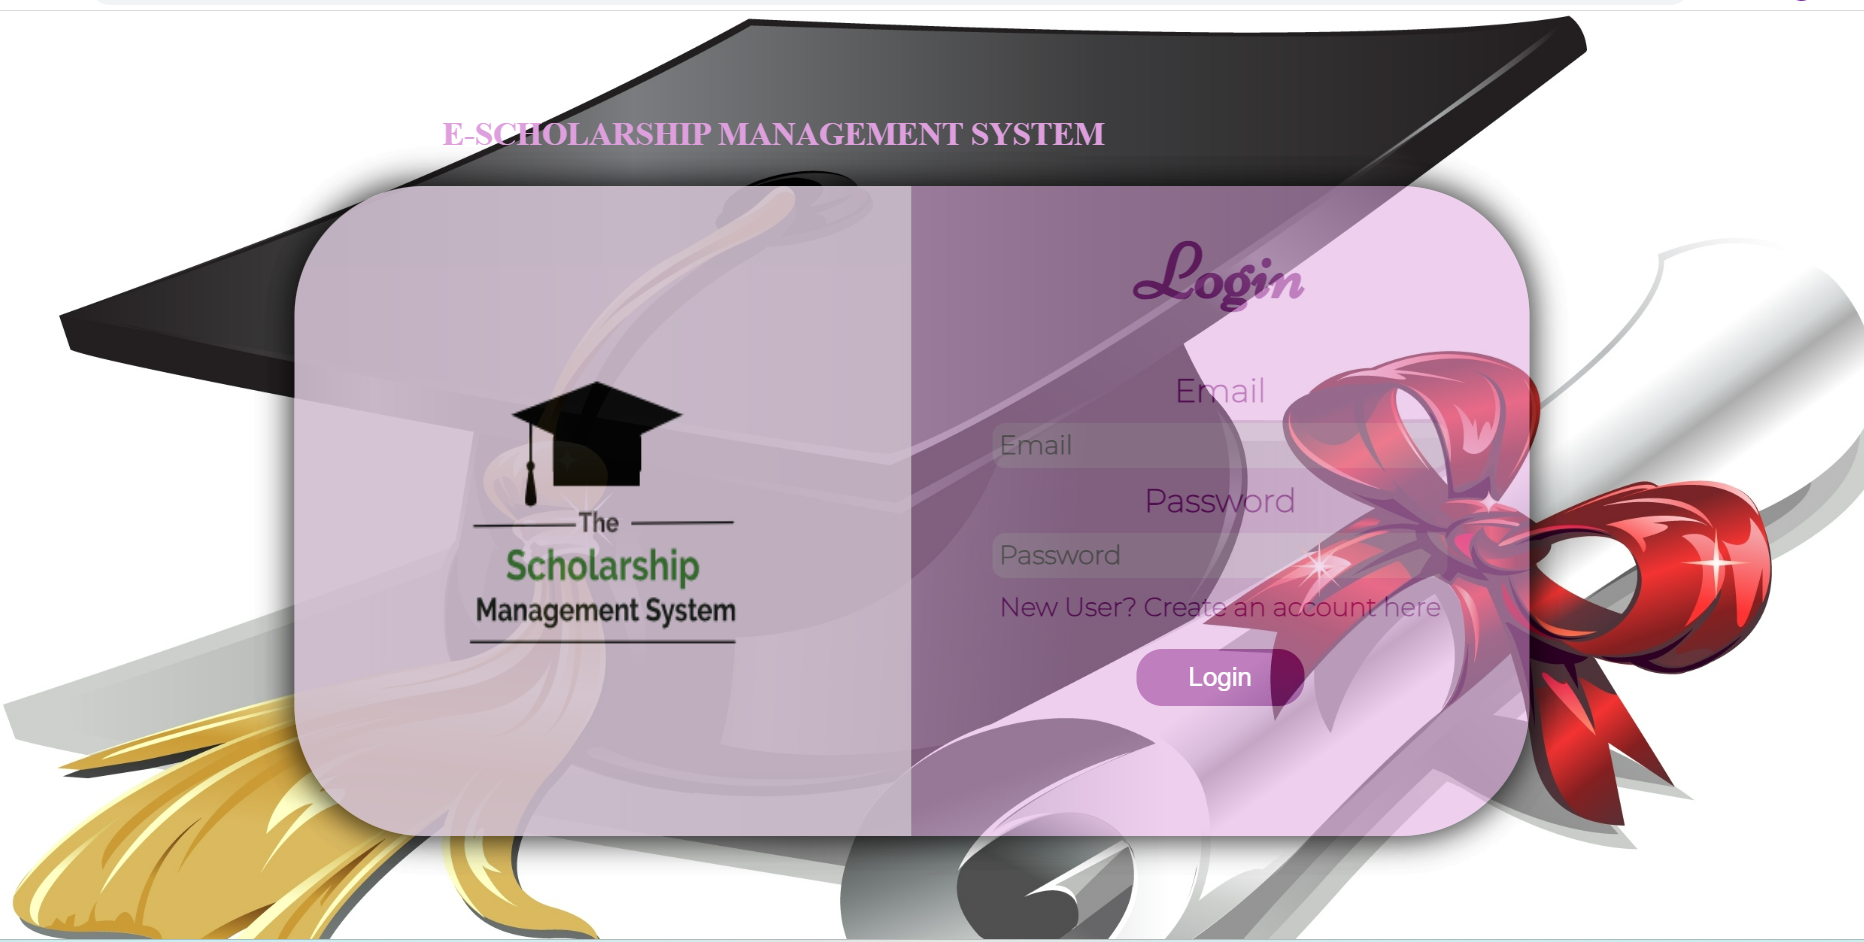 E-SCHOLARSHIP MANAGEMENT SYSTEM
The
Scholarship
Management System
Login
Email
Email
Password
Password
New User? Create an account here
Login